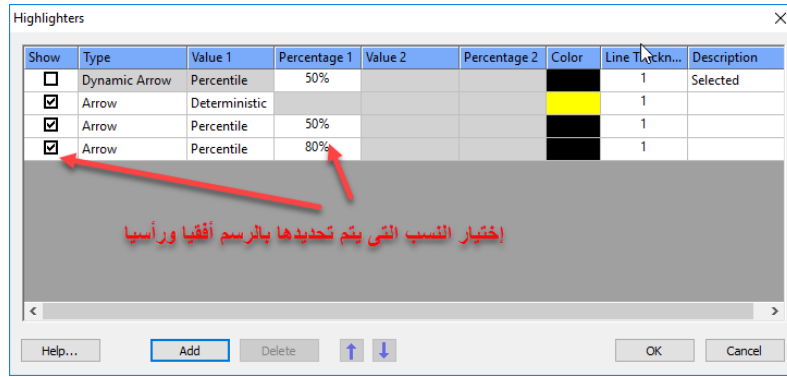 Highlighters
Show Type Value 1 Percentage 1 Value 2 Percentage 2 Color Line Thickn... Description
Dynamic Arrow Percentile 50% 1 Selected
Arrow Deterministic 1
Arrow Percentile 50% 1
Arrow Percentile 80% 1
إختيار النسب التى يتم تحديدها بالرسم أفقيا ورأسيا
Help... Add Delete OK Cancel